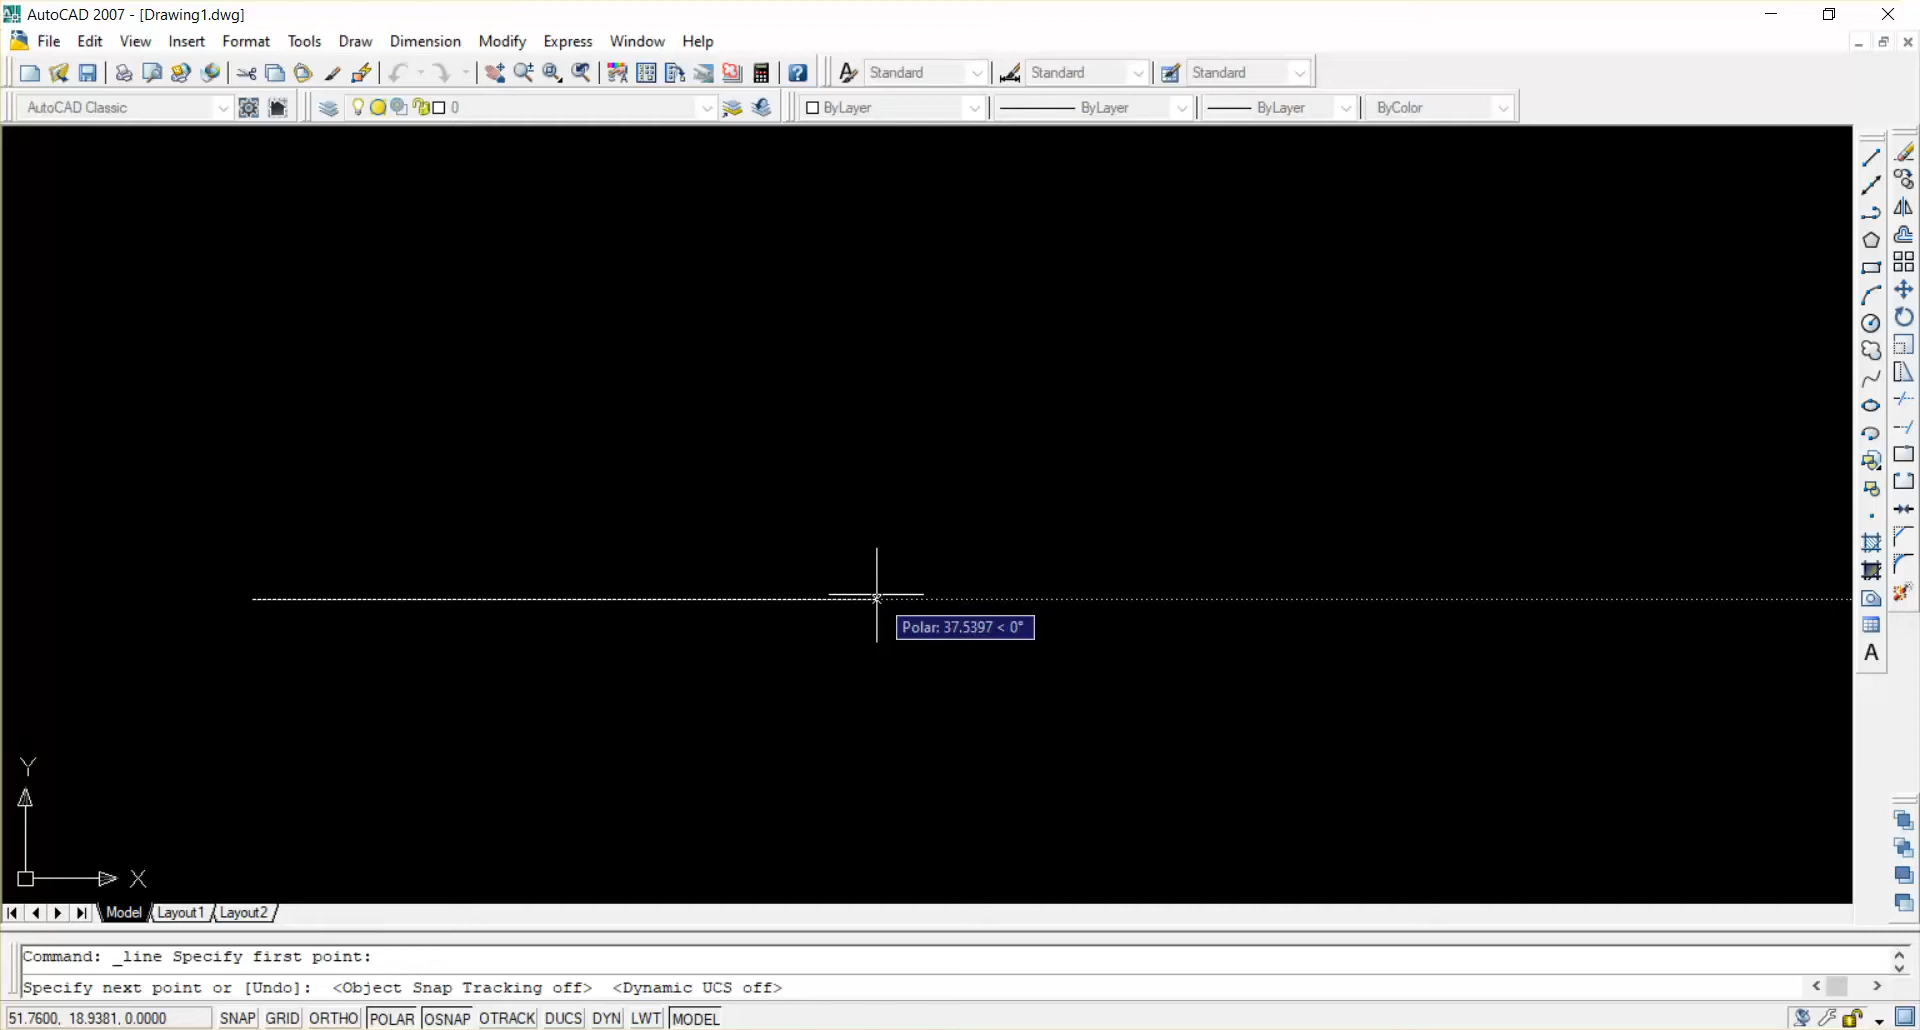 AutoCAD 2007 - [Drawing1.dwg]
File Edit View Insert Format Tools Draw Dimension Modify Express Window Help
Standard Standard Standard
AutoCAD Classic 0 ByLayer ByLayer ByLayer ByColor
Polar: 37.5397 < 0°
Y
X
Model Layout1 Layout2
Command: _line Specify first point:
Specify next point or [Undo]: <Object Snap Tracking off> <Dynamic UCS off>
51.7600, 18.9381, 0.0000 SNAP GRID ORTHO POLAR OSNAP OTRACK DUCS DYN LWT MODEL